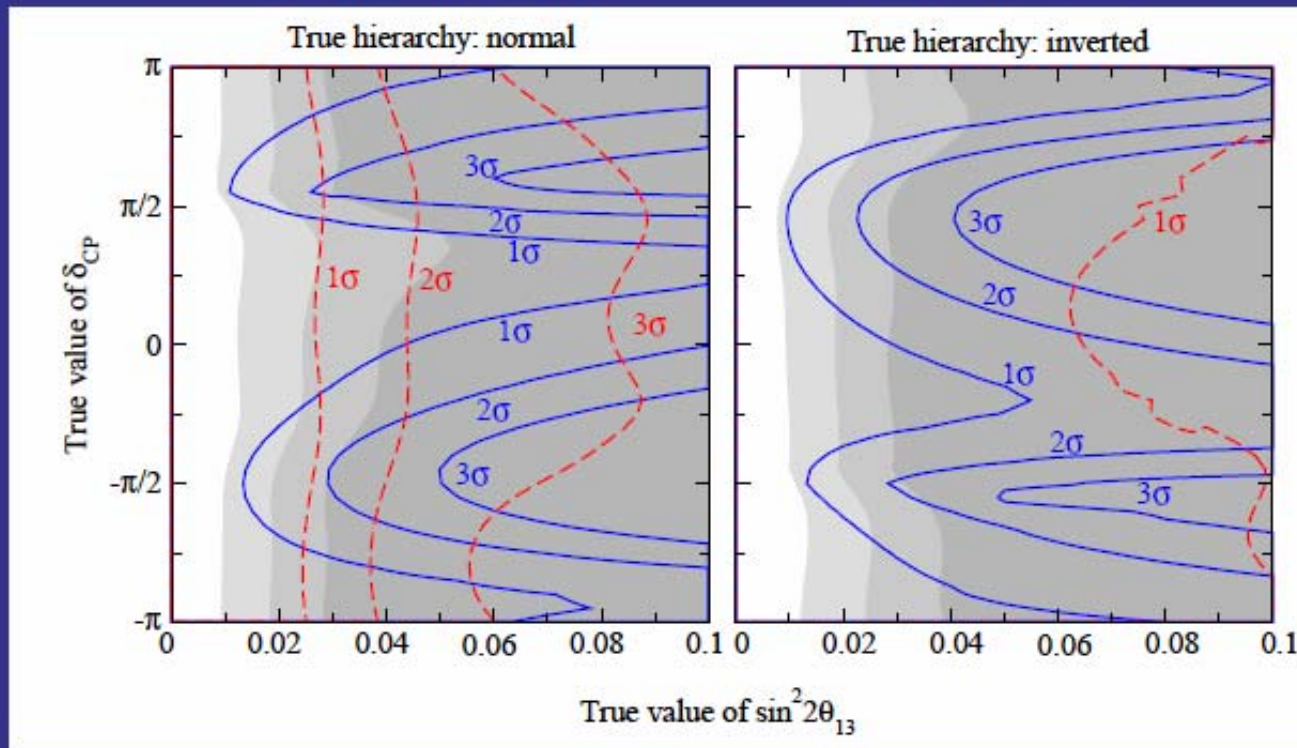 True hierarchy: normal
True hierarchy: inverted
π
π/2
0
-π/2
-π
True value of δCP
3σ
2σ
1σ
1σ
2σ
1σ
3σ
2σ
3σ
1σ
3σ
2σ
1σ
2σ
3σ
0 0.02 0.04 0.06 0.08 0.1
0 0.02 0.04 0.06 0.08 0.1
True value of sin²2θ₁₃